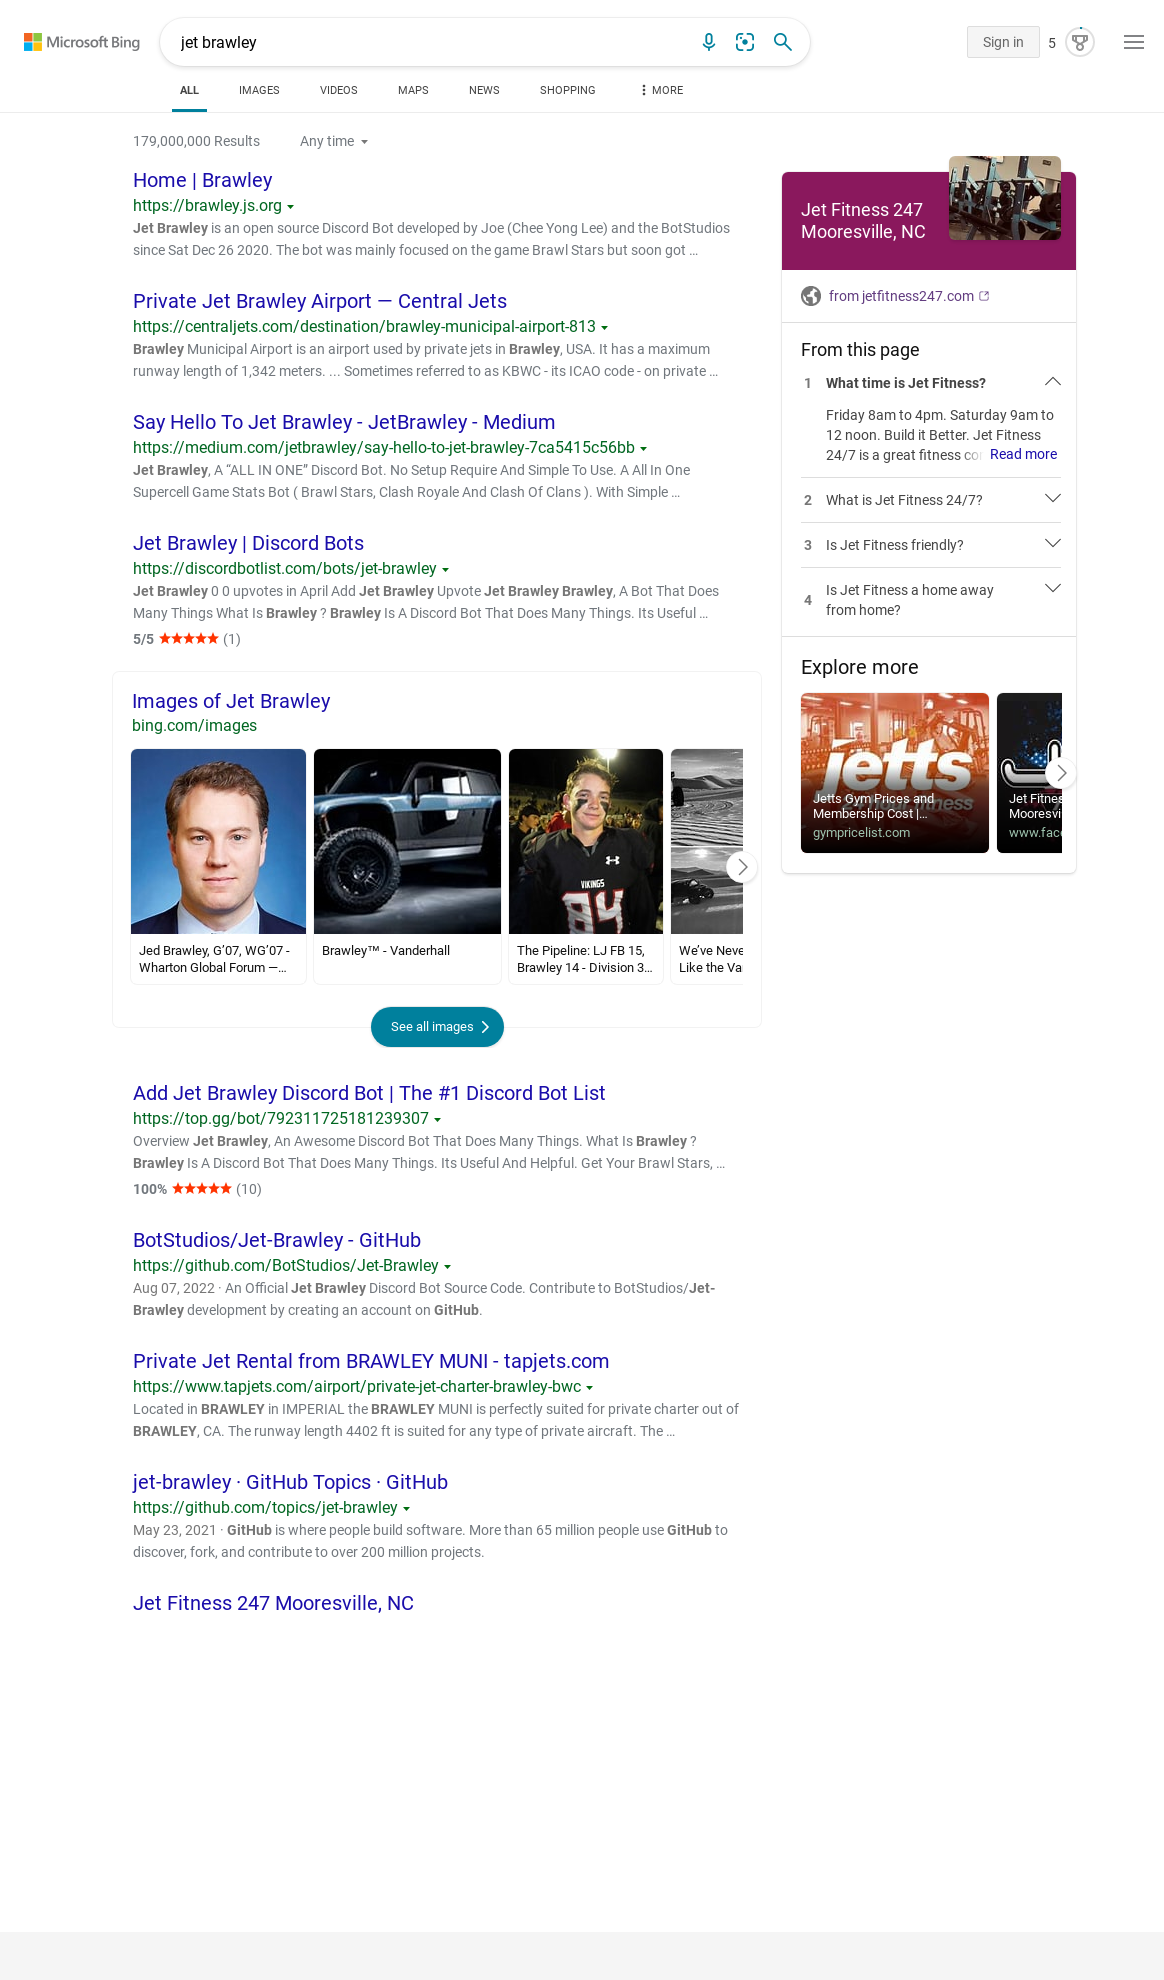 Microsoft Bing
jet brawley
Sign in
5
ALL
IMAGES
VIDEOS
MAPS
NEWS
SHOPPING
MORE
179,000,000 Results
Any time
Home | Brawley
https://brawley.js.org
Jet Brawley is an open source Discord Bot developed by Joe (Chee Yong Lee) and the BotStudios
since Sat Dec 26 2020. The bot was mainly focused on the game Brawl Stars but soon got …
Private Jet Brawley Airport — Central Jets
https://centraljets.com/destination/brawley-municipal-airport-813
Brawley Municipal Airport is an airport used by private jets in Brawley, USA. It has a maximum
runway length of 1,342 meters. ... Sometimes referred to as KBWC - its ICAO code - on private …
Say Hello To Jet Brawley - JetBrawley - Medium
https://medium.com/jetbrawley/say-hello-to-jet-brawley-7ca5415c56bb
Jet Brawley, A “ALL IN ONE” Discord Bot. No Setup Require And Simple To Use. A All In One
Supercell Game Stats Bot ( Brawl Stars, Clash Royale And Clash Of Clans ). With Simple …
Jet Brawley | Discord Bots
https://discordbotlist.com/bots/jet-brawley
Jet Brawley 0 0 upvotes in April Add Jet Brawley Upvote Jet Brawley Brawley, A Bot That Does
Many Things What Is Brawley ? Brawley Is A Discord Bot That Does Many Things. Its Useful …
5/5 (1)
Images of Jet Brawley
bing.com/images
VIKINGS
84
Jed Brawley, G’07, WG’07 -
Wharton Global Forum —…
Brawley™ - Vanderhall
The Pipeline: LJ FB 15,
Brawley 14 - Division 3…
We’ve Neve
Like the Va
See all images
Add Jet Brawley Discord Bot | The #1 Discord Bot List
https://top.gg/bot/792311725181239307
Overview Jet Brawley, An Awesome Discord Bot That Does Many Things. What Is Brawley ?
Brawley Is A Discord Bot That Does Many Things. Its Useful And Helpful. Get Your Brawl Stars, …
100% (10)
BotStudios/Jet-Brawley - GitHub
https://github.com/BotStudios/Jet-Brawley
Aug 07, 2022 · An Official Jet Brawley Discord Bot Source Code. Contribute to BotStudios/Jet-
Brawley development by creating an account on GitHub.
Private Jet Rental from BRAWLEY MUNI - tapjets.com
https://www.tapjets.com/airport/private-jet-charter-brawley-bwc
Located in BRAWLEY in IMPERIAL the BRAWLEY MUNI is perfectly suited for private charter out of
BRAWLEY, CA. The runway length 4402 ft is suited for any type of private aircraft. The …
jet-brawley · GitHub Topics · GitHub
https://github.com/topics/jet-brawley
May 23, 2021 · GitHub is where people build software. More than 65 million people use GitHub to
discover, fork, and contribute to over 200 million projects.
Jet Fitness 247 Mooresville, NC
Jet Fitness 247
Mooresville, NC
from jetfitness247.com
From this page
1 What time is Jet Fitness?
Friday 8am to 4pm. Saturday 9am to
12 noon. Build it Better. Jet Fitness
24/7 is a great fitness co Read more
2 What is Jet Fitness 24/7?
3 Is Jet Fitness friendly?
4 Is Jet Fitness a home away
from home?
Explore more
jetts
Jetts Gym Prices and
Membership Cost |…
gympricelist.com
Jet Fitnes
Mooresvi
www.fac